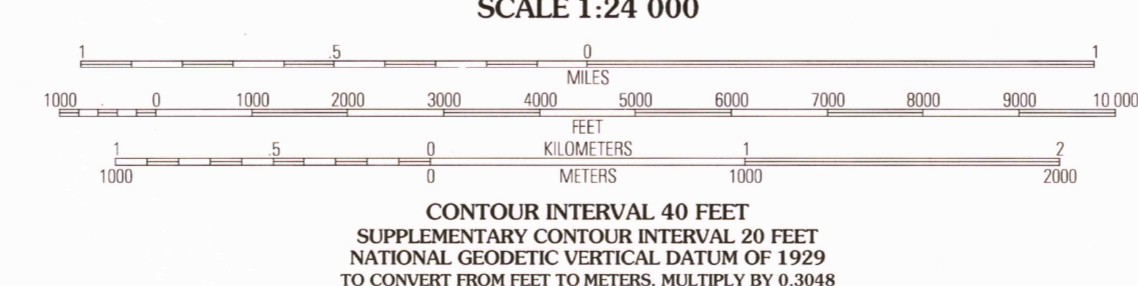 SCALE 1:24 000
1 .5 0 1
MILES
1000 0 1000 2000 3000 4000 5000 6000 7000 8000 9000 10 000
FEET
1 .5 0 KILOMETERS 1 2
1000 0 METERS 1000 2000
CONTOUR INTERVAL 40 FEET
SUPPLEMENTARY CONTOUR INTERVAL 20 FEET
NATIONAL GEODETIC VERTICAL DATUM OF 1929
TO CONVERT FROM FEET TO METERS, MULTIPLY BY 0.3048